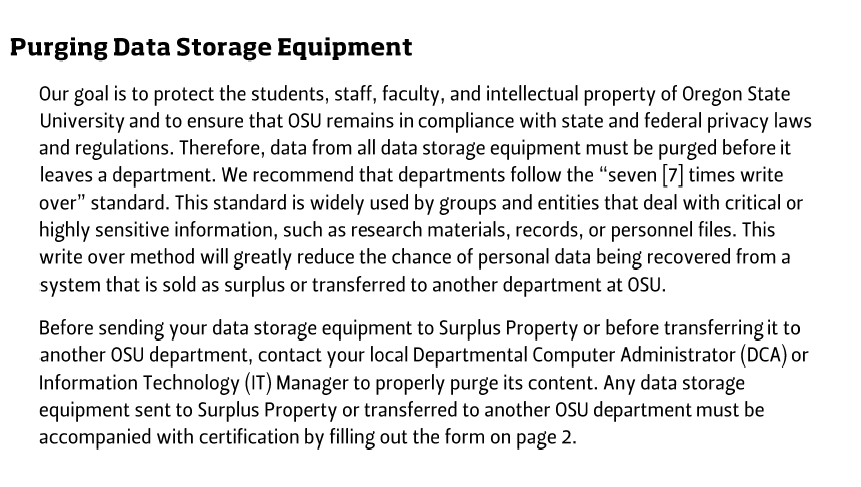 Purging Data Storage Equipment
Our goal is to protect the students, staff, faculty, and intellectual property of Oregon State
University and to ensure that OSU remains in compliance with state and federal privacy laws
and regulations. Therefore, data from all data storage equipment must be purged before it
leaves a department. We recommend that departments follow the “seven [7] times write
over” standard. This standard is widely used by groups and entities that deal with critical or
highly sensitive information, such as research materials, records, or personnel files. This
write over method will greatly reduce the chance of personal data being recovered from a
system that is sold as surplus or transferred to another department at OSU.
Before sending your data storage equipment to Surplus Property or before transferring it to
another OSU department, contact your local Departmental Computer Administrator (DCA) or
Information Technology (IT) Manager to properly purge its content. Any data storage
equipment sent to Surplus Property or transferred to another OSU department must be
accompanied with certification by filling out the form on page 2.